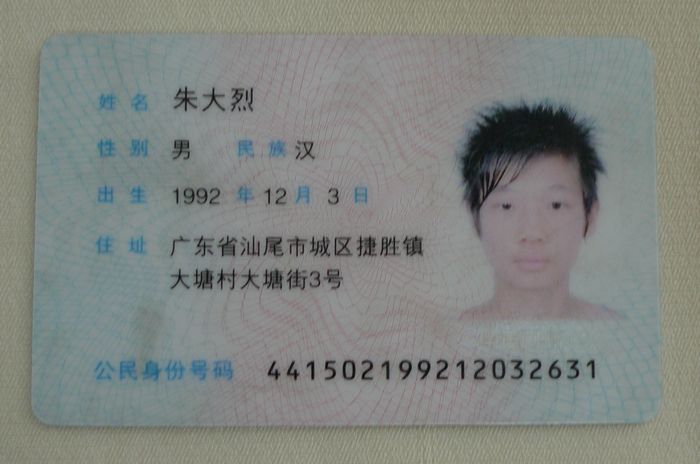 姓名 朱大烈
性别 男 民族 汉
出生 1992 年 12 月 3 日
住址 广东省汕尾市城区捷胜镇
大塘村大塘街3号
公民身份号码 441502199212032631